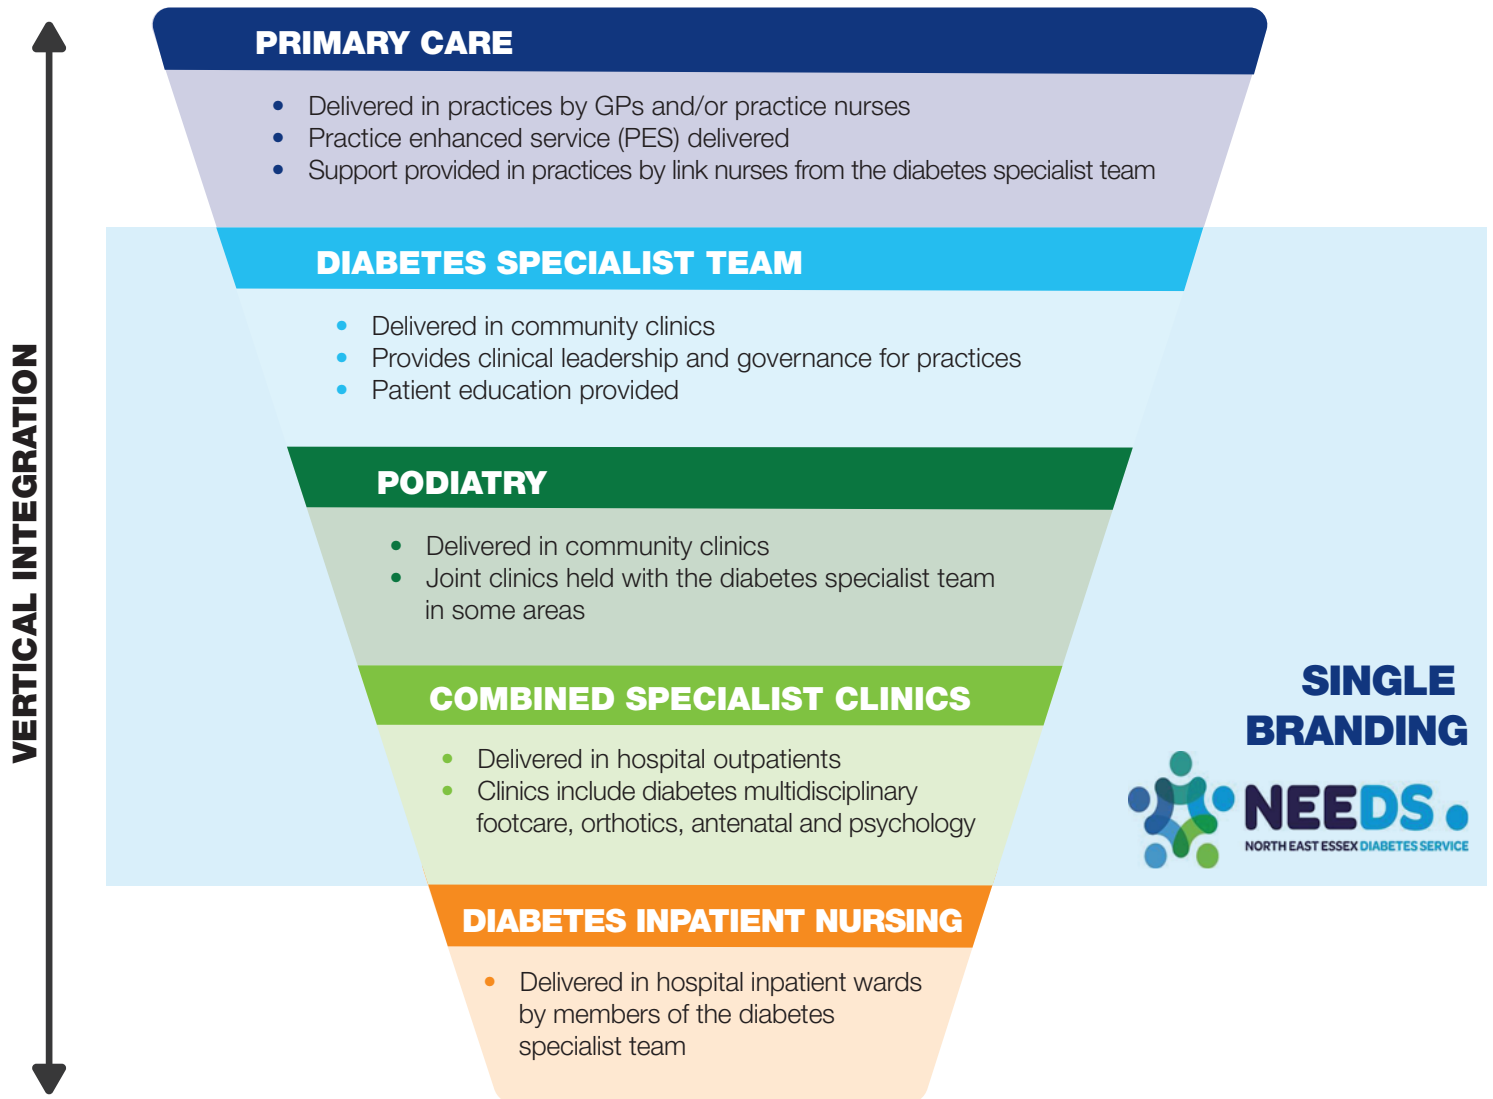 PRIMARY CARE
• Delivered in practices by GPs and/or practice nurses
• Practice enhanced service (PES) delivered
• Support provided in practices by link nurses from the diabetes specialist team
DIABETES SPECIALIST TEAM
• Delivered in community clinics
• Provides clinical leadership and governance for practices
• Patient education provided
PODIATRY
• Delivered in community clinics
• Joint clinics held with the diabetes specialist team
in some areas
COMBINED SPECIALIST CLINICS
• Delivered in hospital outpatients
• Clinics include diabetes multidisciplinary
footcare, orthotics, antenatal and psychology
DIABETES INPATIENT NURSING
• Delivered in hospital inpatient wards
by members of the diabetes
specialist team
VERTICAL INTEGRATION
SINGLE
BRANDING
NEEDS.
NORTH EAST ESSEX DIABETES SERVICE